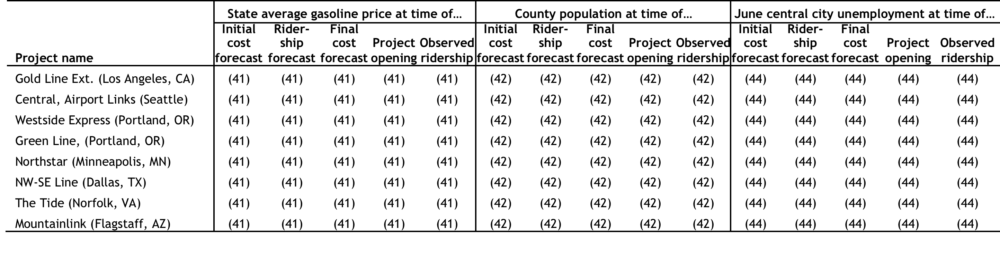 State average gasoline price at time of… County population at time of… June central city unemployment at time of…
Initial Rider- Final Initial Rider- Final Initial Rider- Final
cost ship cost Project Observed cost ship cost Project Observed cost ship cost Project Observed
Project name forecast forecast forecast opening ridership forecast forecast forecast opening ridership forecast forecast forecast opening ridership
Gold Line Ext. (Los Angeles, CA) (41) (41) (41) (41) (41) (42) (42) (42) (42) (42) (44) (44) (44) (44) (44)
Central, Airport Links (Seattle) (41) (41) (41) (41) (41) (42) (42) (42) (42) (42) (44) (44) (44) (44) (44)
Westside Express (Portland, OR) (41) (41) (41) (41) (41) (42) (42) (42) (42) (42) (44) (44) (44) (44) (44)
Green Line, (Portland, OR) (41) (41) (41) (41) (41) (42) (42) (42) (42) (42) (44) (44) (44) (44) (44)
Northstar (Minneapolis, MN) (41) (41) (41) (41) (41) (42) (42) (42) (42) (42) (44) (44) (44) (44) (44)
NW-SE Line (Dallas, TX) (41) (41) (41) (41) (41) (42) (42) (42) (42) (42) (44) (44) (44) (44) (44)
The Tide (Norfolk, VA) (41) (41) (41) (41) (41) (42) (42) (42) (42) (42) (44) (44) (44) (44) (44)
Mountainlink (Flagstaff, AZ) (41) (41) (41) (41) (41) (42) (42) (42) (42) (42) (44) (44) (44) (44) (44)